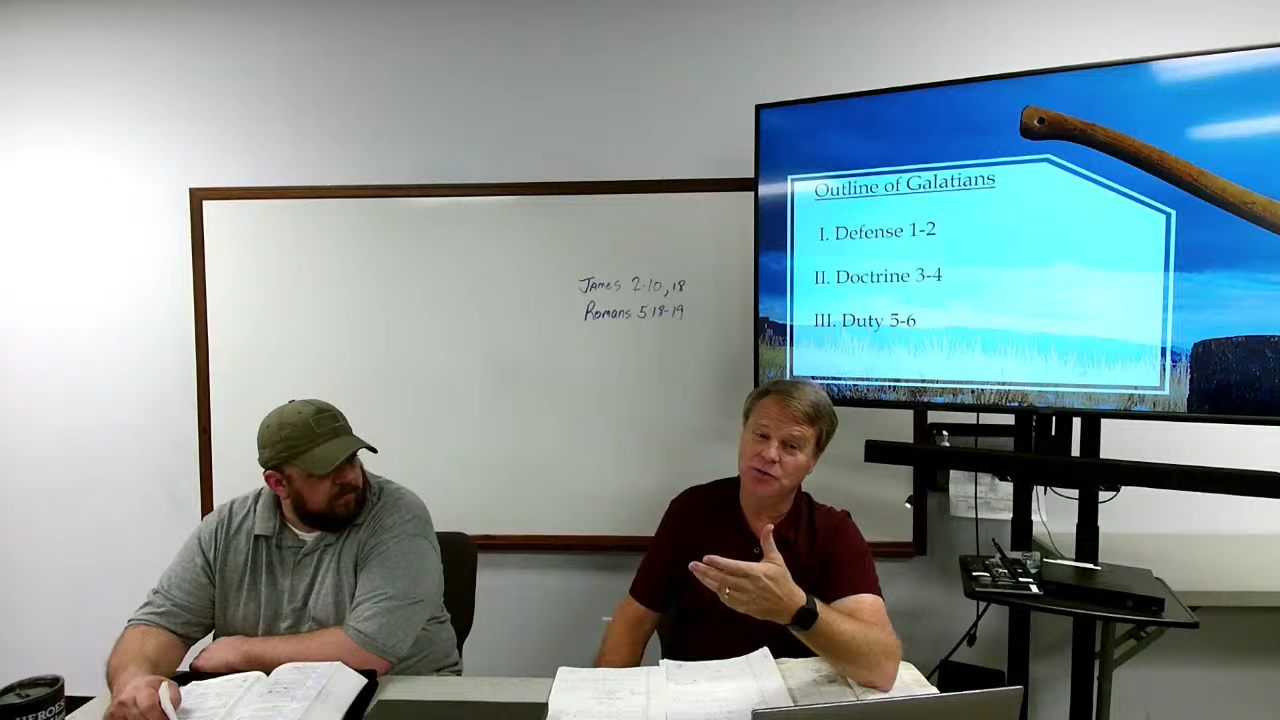 Outline of Galatians
I. Defense 1-2
II. Doctrine 3-4
III. Duty 5-6
James 2:10,18
Romans 5:18-19
HEROES